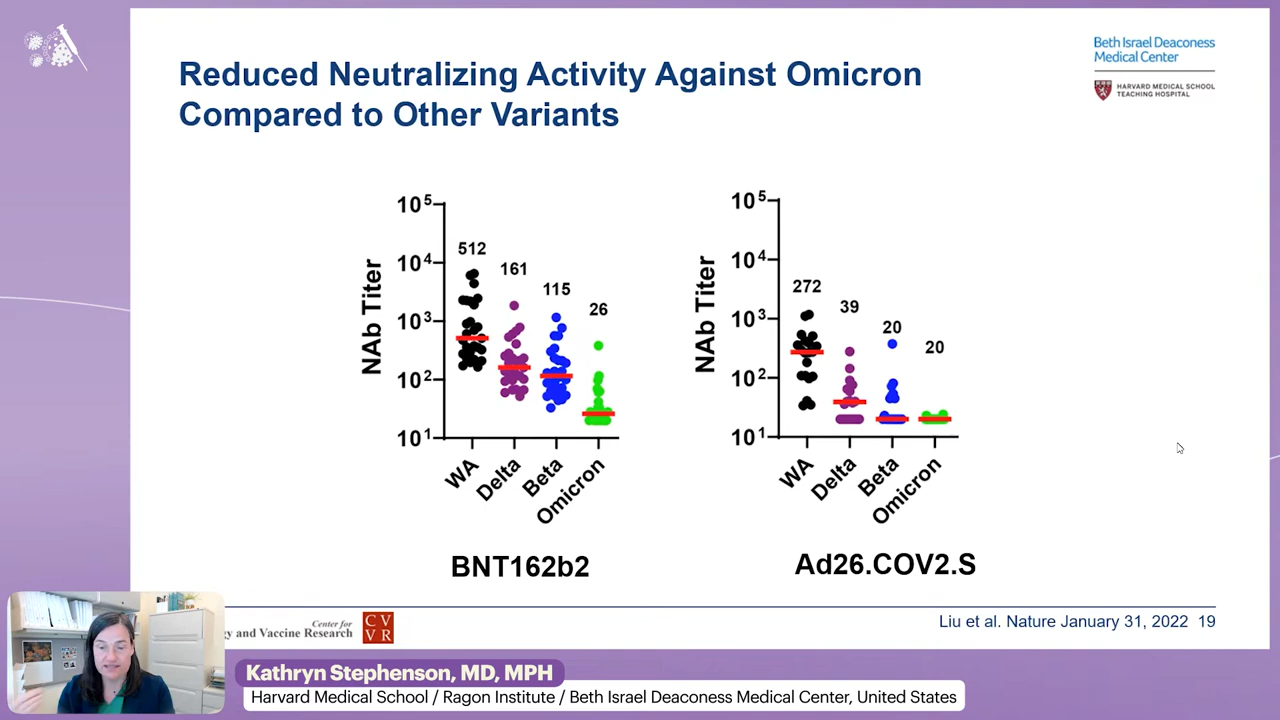 Reduced Neutralizing Activity Against Omicron
Compared to Other Variants
Beth Israel Deaconess
Medical Center
HARVARD MEDICAL SCHOOL
TEACHING HOSPITAL
NAb Titer
10⁵
10⁴
10³
10²
10¹
512
161
115
26
WA
Delta
Beta
Omicron
BNT162b2
NAb Titer
10⁵
10⁴
10³
10²
10¹
272
39
20
20
WA
Delta
Beta
Omicron
Ad26.COV2.S
Center for
and Vaccine Research
C V
V R
Liu et al. Nature January 31, 2022 19
Kathryn Stephenson, MD, MPH
Harvard Medical School / Ragon Institute / Beth Israel Deaconess Medical Center, United States